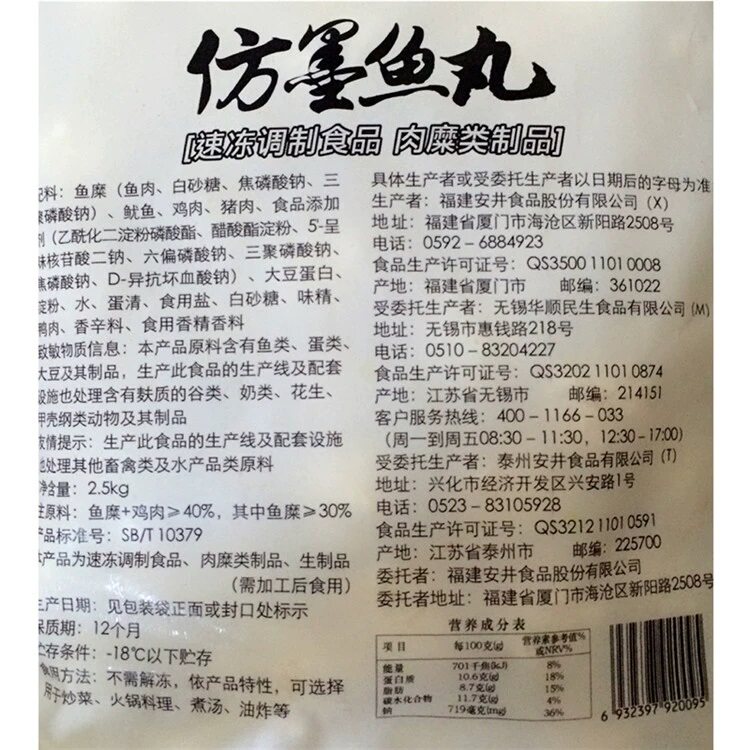 仿墨鱼丸
[速冻调制食品 肉糜类制品]
配料：鱼糜（鱼肉、白砂糖、焦磷酸钠、三
聚磷酸钠）、鱿鱼、鸡肉、猪肉、食品添加
剂（乙酰化二淀粉磷酸酯、醋酸酯淀粉、5'-呈
味核苷酸二钠、六偏磷酸钠、三聚磷酸钠、
焦磷酸钠、D-异抗坏血酸钠）、大豆蛋白、
淀粉、水、蛋清、食用盐、白砂糖、味精、
鸭肉、香辛料、食用香精香料
致敏物质信息：本产品原料含有鱼类、蛋类、
大豆及其制品，生产此食品的生产线及配套
设施也处理含有麸质的谷类、奶类、花生、
甲壳纲类动物及其制品
温情提示：生产此食品的生产线及配套设施
也处理其他畜禽类及水产品类原料
净含量：2.5kg
主原料：鱼糜+鸡肉≥40%，其中鱼糜≥30%
产品标准号：SB/T 10379
本产品为速冻调制食品、肉糜类制品、生制品
（需加工后食用）
生产日期：见包装袋正面或封口处标示
保质期：12个月
贮存条件：-18℃以下贮存
食用方法：不需解冻，依产品特性，可选择
用于炒菜、火锅料理、煮汤、油炸等
具体生产者或受委托生产者以日期后的字母为准
生产者：福建安井食品股份有限公司（X）
地址：福建省厦门市海沧区新阳路2508号
电话：0592-6884923
食品生产许可证号：QS3500 1101 0008
产地：福建省厦门市 邮编：361022
受委托生产者：无锡华顺民生食品有限公司（M）
地址：无锡市惠钱路218号
电话：0510-83204227
食品生产许可证号：QS3202 1101 0874
产地：江苏省无锡市 邮编：214151
客户服务热线：400-1166-033
（周一到周五08:30-11:30，12:30-17:00）
受委托生产者：泰州安井食品有限公司（T）
地址：兴化市经济开发区兴安路1号
电话：0523-83105928
食品生产许可证号：QS3212 1101 0591
产地：江苏省泰州市 邮编：225700
委托者：福建安井食品股份有限公司
委托者地址：福建省厦门市海沧区新阳路2508号
营养成分表
项目 每100克(g) 营养素参考值%或NRV%
能量 701千焦(kJ) 8%
蛋白质 10.6克(g) 18%
脂肪 8.7克(g) 15%
碳水化合物 11.7克(g) 4%
钠 719毫克(mg) 36%
6 932397 920095